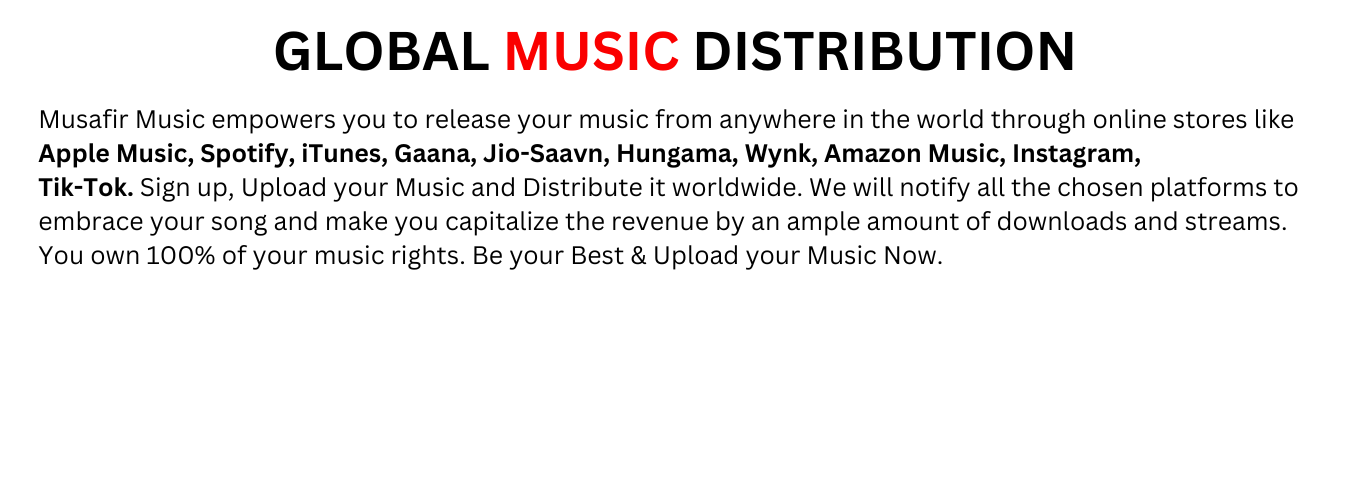 GLOBAL MUSIC DISTRIBUTION
Musafir Music empowers you to release your music from anywhere in the world through online stores like
Apple Music, Spotify, iTunes, Gaana, Jio-Saavn, Hungama, Wynk, Amazon Music, Instagram,
Tik-Tok. Sign up, Upload your Music and Distribute it worldwide. We will notify all the chosen platforms to
embrace your song and make you capitalize the revenue by an ample amount of downloads and streams.
You own 100% of your music rights. Be your Best & Upload your Music Now.